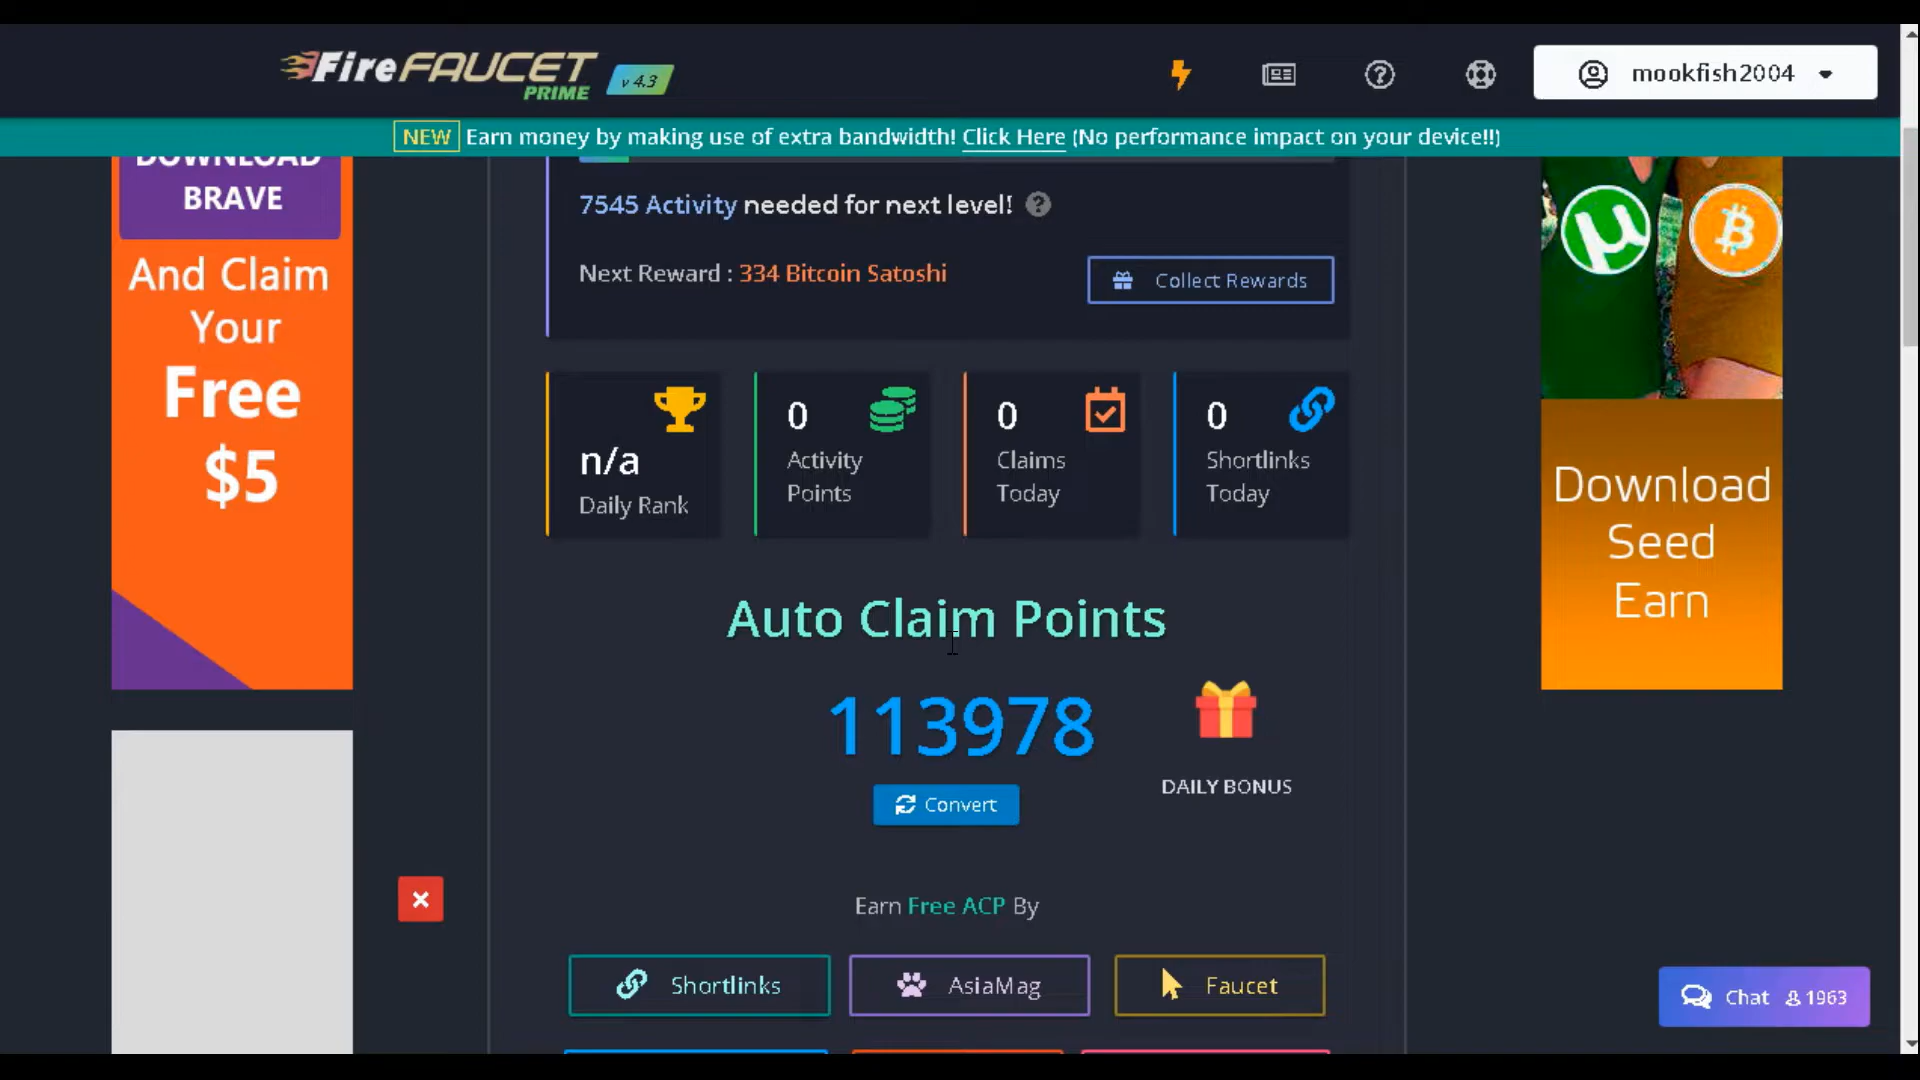 FireFAUCET
PRIME
v 4.3
mookfish2004
NEW Earn money by making use of extra bandwidth! Click Here (No performance impact on your device!!)
DOWNLOAD
BRAVE
And Claim
Your
Free
$5
7545 Activity needed for next level!
Next Reward : 334 Bitcoin Satoshi
Collect Rewards
n/a
Daily Rank
0
Activity
Points
0
Claims
Today
0
Shortlinks
Today
Download
Seed
Earn
Auto Claim Points
113978
Convert
DAILY BONUS
Earn Free ACP By
Shortlinks
AsiaMag
Faucet
Chat 1963